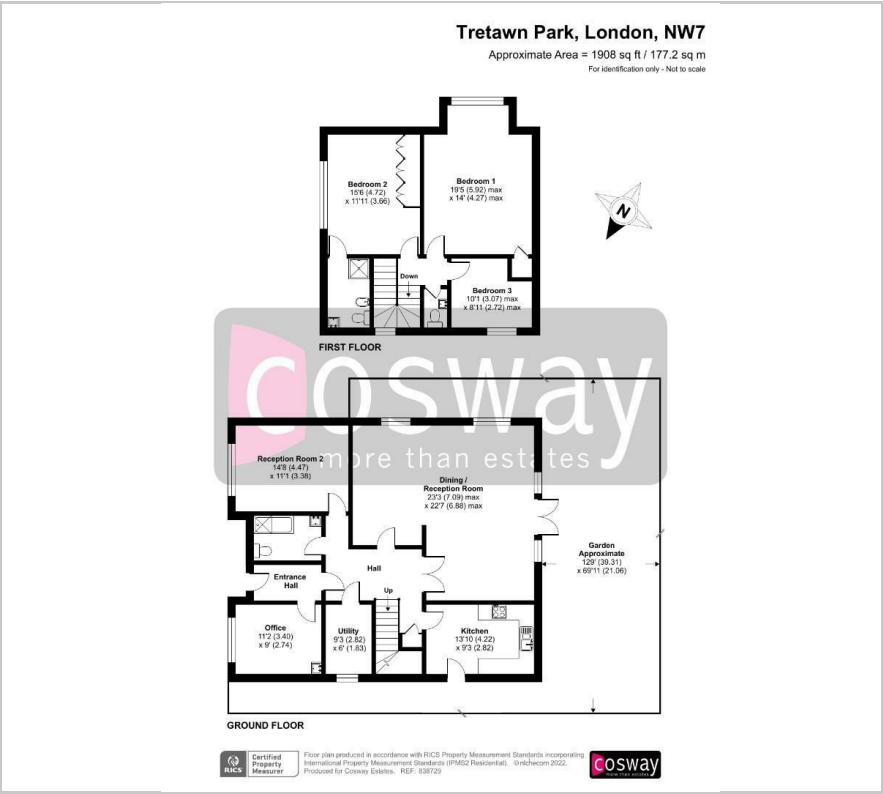 Tretawn Park, London, NW7
Approximate Area = 1908 sq ft / 177.2 sq m
For identification only - Not to scale
Bedroom 2
15'6 (4.72)
x 11'11 (3.66)
Bedroom 1
19'5 (5.92) max
x 14' (4.27) max
N
Down
Bedroom 3
10'1 (3.07) max
x 8'11 (2.72) max
FIRST FLOOR
cosway
more than estates
Reception Room 2
14'8 (4.47)
x 11'1 (3.38)
Dining /
Reception Room
23'3 (7.09) max
x 22'7 (6.88) max
Garden
Approximate
129' (39.31)
x 69'11 (21.06)
Hall
Entrance
Hall
Up
Office
11'2 (3.40)
x 9' (2.74)
Utility
9'3 (2.82)
x 6' (1.83)
Kitchen
13'10 (4.22)
x 9'3 (2.82)
GROUND FLOOR
RICS
Certified
Property
Measurer
Floor plan produced in accordance with RICS Property Measurement Standards incorporating
International Property Measurement Standards (IPMS2 Residential). ©nichecom 2022.
Produced for Cosway Estates. REF: 838729
cosway
more than estates